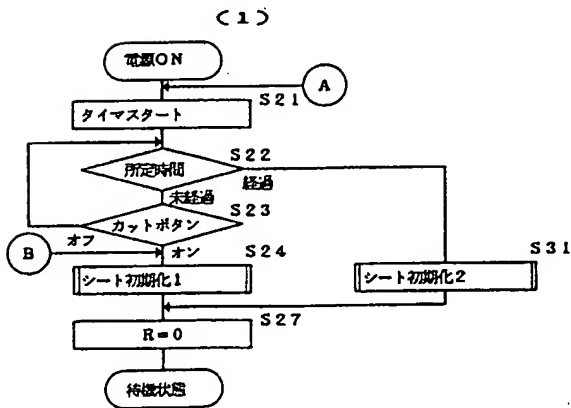 (1)
電源ON
A
S21
タイマスタート
S22
所定時間
経過
未経過
S23
カットボタン
オフ
オン
B
S24
シート初期化1
S31
シート初期化2
S27
R=0
待機状態